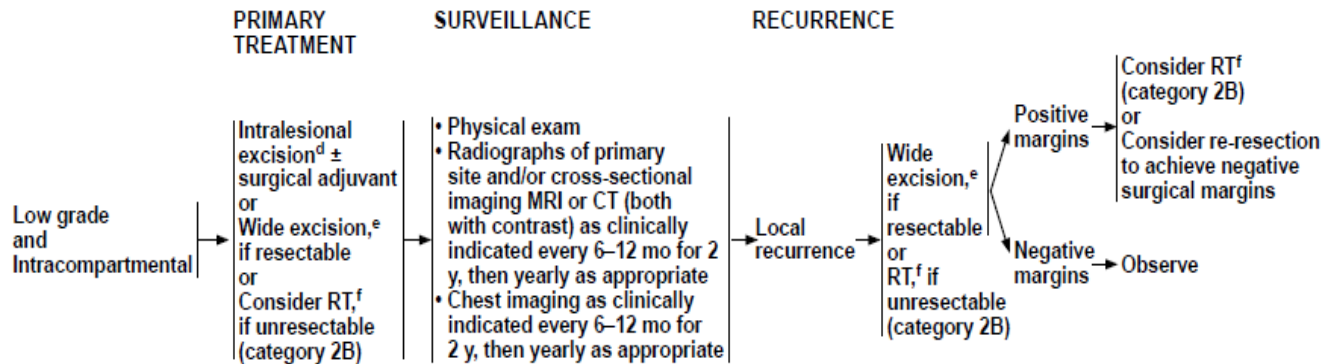 PRIMARY
TREATMENT
SURVEILLANCE
RECURRENCE
Low grade
and
Intracompartmental
Intralesional
excisionᵈ ±
surgical adjuvant
or
Wide excision,ᵉ
if resectable
or
Consider RT,ᶠ
if unresectable
(category 2B)
• Physical exam
• Radiographs of primary
site and/or cross-sectional
imaging MRI or CT (both
with contrast) as clinically
indicated every 6–12 mo for 2
y, then yearly as appropriate
• Chest imaging as clinically
indicated every 6–12 mo for
2 y, then yearly as appropriate
Local
recurrence
Wide
excision,ᵉ
if
resectable
or
RT,ᶠ if
unresectable
(category 2B)
Positive
margins
Consider RTᶠ
(category 2B)
or
Consider re-resection
to achieve negative
surgical margins
Negative
margins
Observe